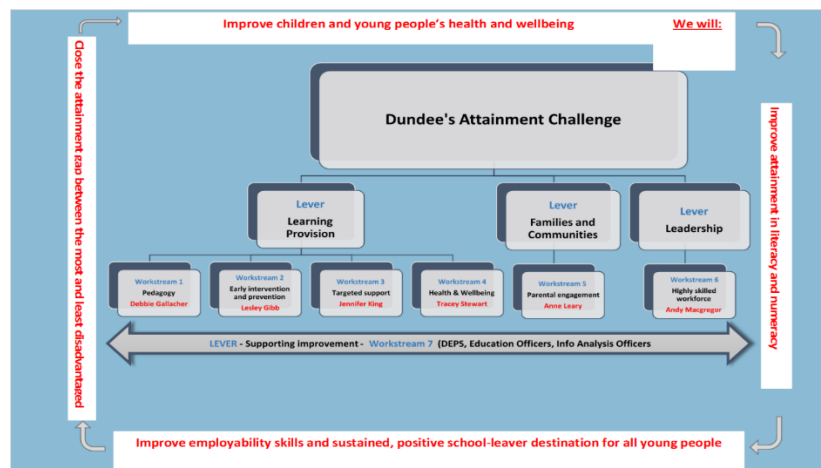 Improve children and young people's health and wellbeing
We will:
Close the attainment gap between the most and least disadvantaged
Improve attainment in literacy and numeracy
Dundee's Attainment Challenge
Lever
Learning
Provision
Lever
Families and
Communities
Lever
Leadership
Workstream 1
Pedagogy
Debbie Gallacher
Workstream 2
Early intervention
and prevention
Lesley Gibb
Workstream 3
Targeted support
Jennifer King
Workstream 4
Health & Wellbeing
Tracey Stewart
Workstream 5
Parental engagement
Anne Leary
Workstream 6
Highly skilled
workforce
Andy Macgregor
LEVER - Supporting improvement - Workstream 7 (DEPS, Education Officers, Info Analysis Officers
Improve employability skills and sustained, positive school-leaver destination for all young people